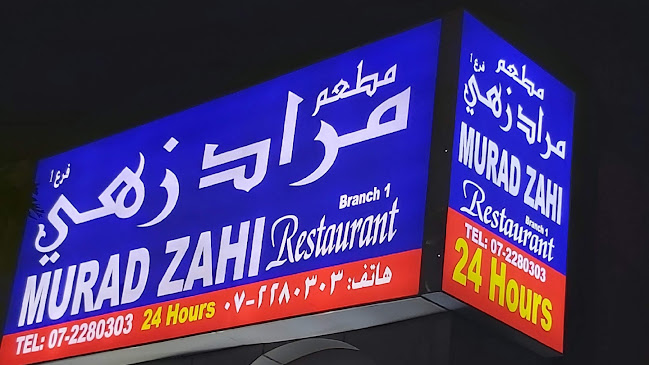 مطعم
مراد زهي
فرع ١
MURAD ZAHI Restaurant
Branch 1
TEL: 07-2280303 24 Hours هاتف: ٠٧-٢٢٨٠٣٠٣
مطعم
مراد زهي
فرع ١
MURAD ZAHI
Restaurant
Branch 1
TEL: 07-2280303
24 Hours